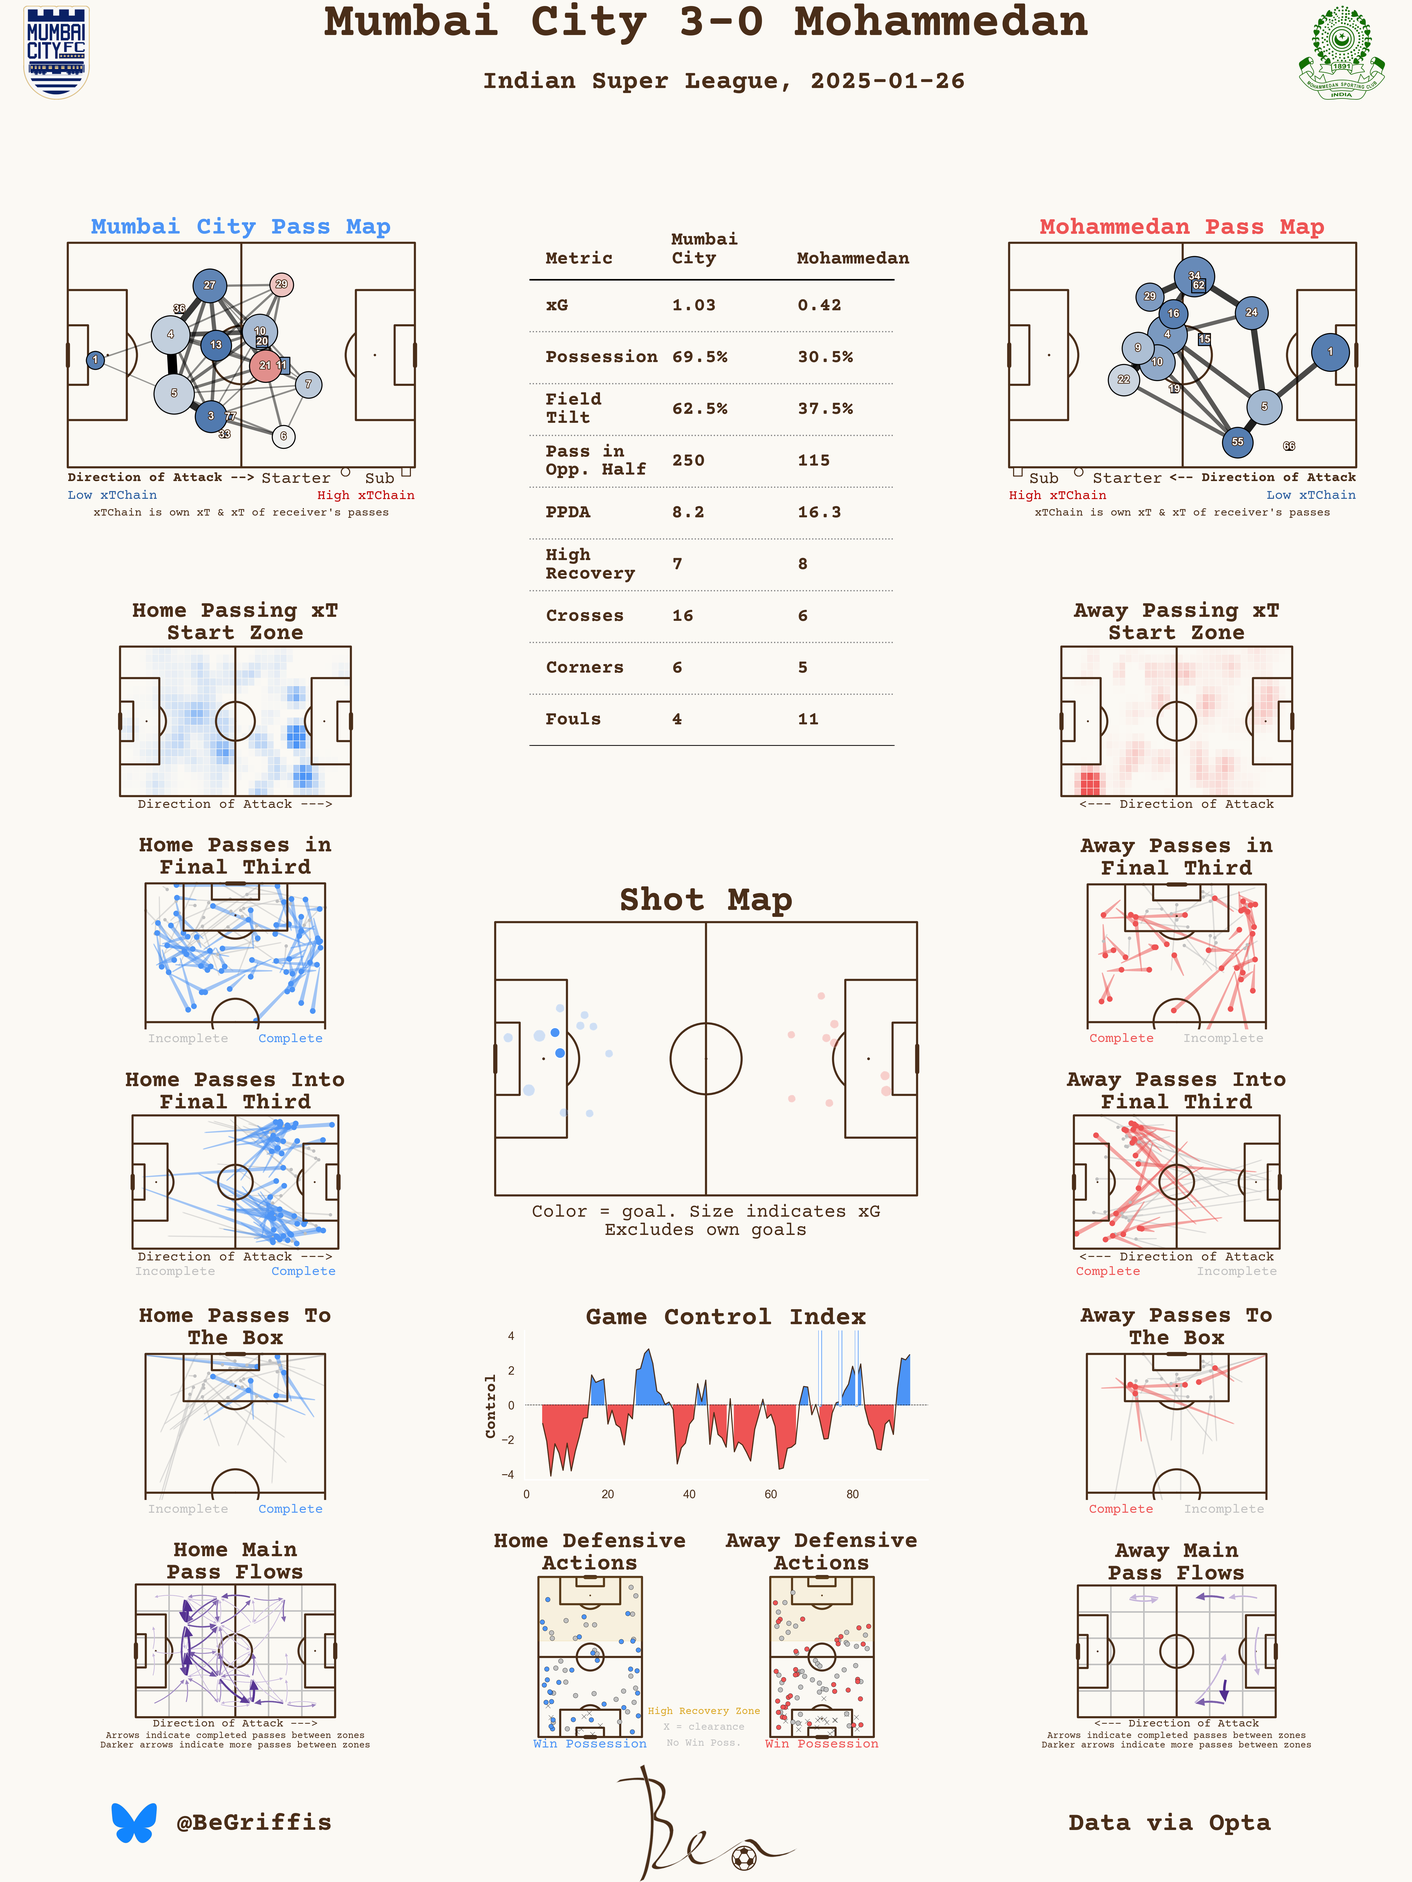 Mumbai City 3-0 Mohammedan
Indian Super League, 2025-01-26
MUMBAI
CITY FC
1891
MOHAMMEDAN SPORTING CLUB
INDIA
Mumbai City Pass Map
27
29
36
4
10
13
20
1
21
11
7
5
3
77
33
6
Direction of Attack --> Starter Sub
Low xTChain High xTChain
xTChain is own xT & xT of receiver's passes
Metric Mumbai City Mohammedan
xG 1.03 0.42
Possession 69.5% 30.5%
Field Tilt 62.5% 37.5%
Pass in Opp. Half 250 115
PPDA 8.2 16.3
High Recovery 7 8
Crosses 16 6
Corners 6 5
Fouls 4 11
Mohammedan Pass Map
34
62
29
16
24
4
15
9
1
10
22
19
5
55
66
Sub Starter <-- Direction of Attack
High xTChain Low xTChain
xTChain is own xT & xT of receiver's passes
Home Passing xT
Start Zone
Direction of Attack --->
Away Passing xT
Start Zone
<--- Direction of Attack
Home Passes in
Final Third
Incomplete Complete
Away Passes in
Final Third
Complete Incomplete
Shot Map
Color = goal. Size indicates xG
Excludes own goals
Home Passes Into
Final Third
Direction of Attack --->
Incomplete Complete
Away Passes Into
Final Third
<--- Direction of Attack
Complete Incomplete
Home Passes To
The Box
Incomplete Complete
Game Control Index
Control
4
2
0
−2
−4
0 20 40 60 80
Away Passes To
The Box
Complete Incomplete
Home Main
Pass Flows
Direction of Attack --->
Arrows indicate completed passes between zones
Darker arrows indicate more passes between zones
Home Defensive
Actions
Win Possession
High Recovery Zone
X = clearance
No Win Poss.
Away Defensive
Actions
Win Possession
Away Main
Pass Flows
<--- Direction of Attack
Arrows indicate completed passes between zones
Darker arrows indicate more passes between zones
@BeGriffis
Ben
Data via Opta